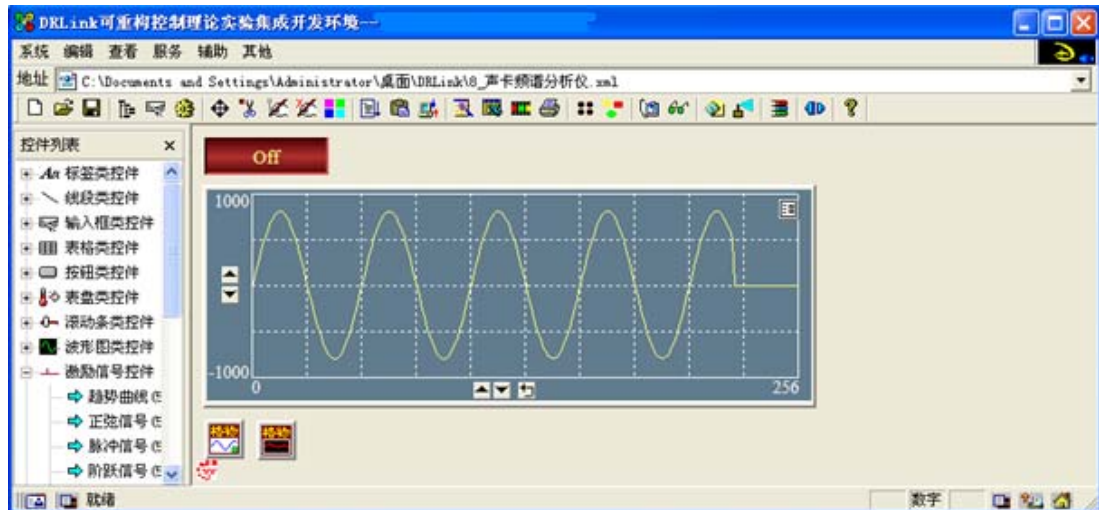 DRLink可重构控制理论实验集成开发环境--
系统 编辑 查看 服务 辅助 其他
地址 C:\Documents and Settings\Administrator\桌面\DRLink\8_声卡频谱分析仪.xml
控件列表
Aa 标签类控件
线段类控件
输入框类控件
表格类控件
按钮类控件
表盘类控件
滚动条类控件
波形图类控件
激励信号控件
趋势曲线
正弦信号
脉冲信号
阶跃信号
Off
1000
-1000
0
256
就绪
数字